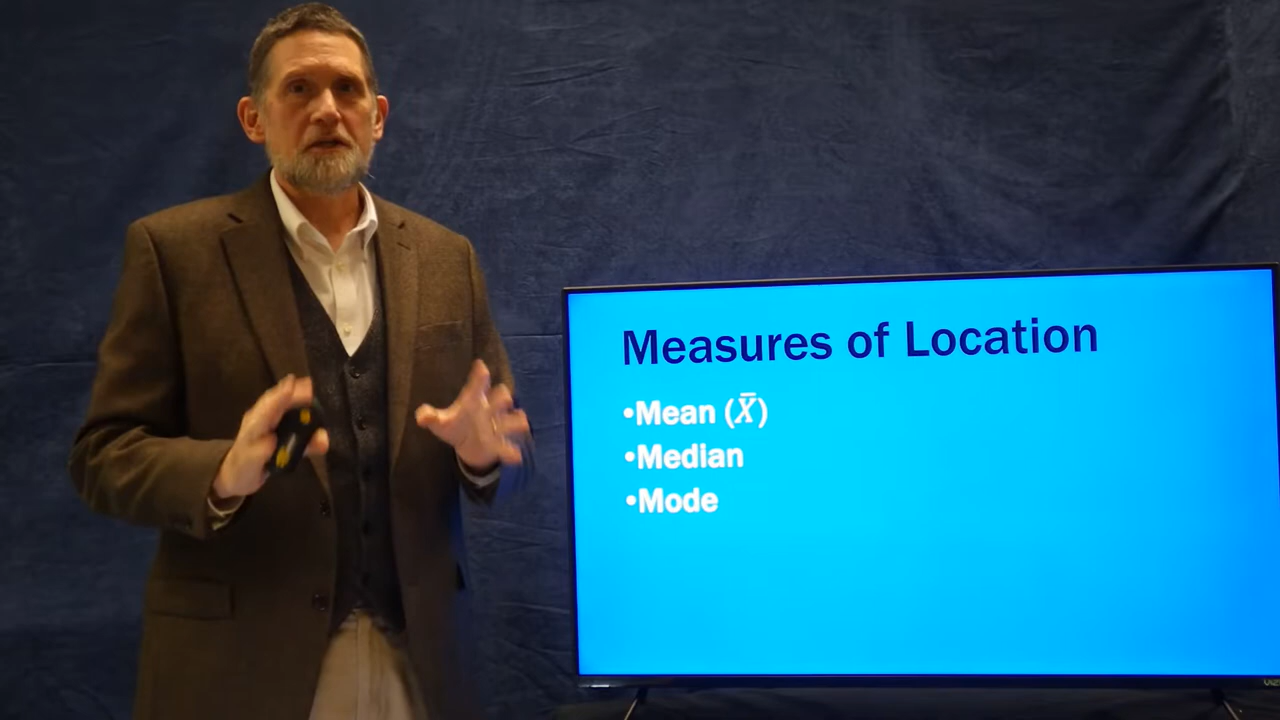 Measures of Location
•Mean (X̄)
•Median
•Mode